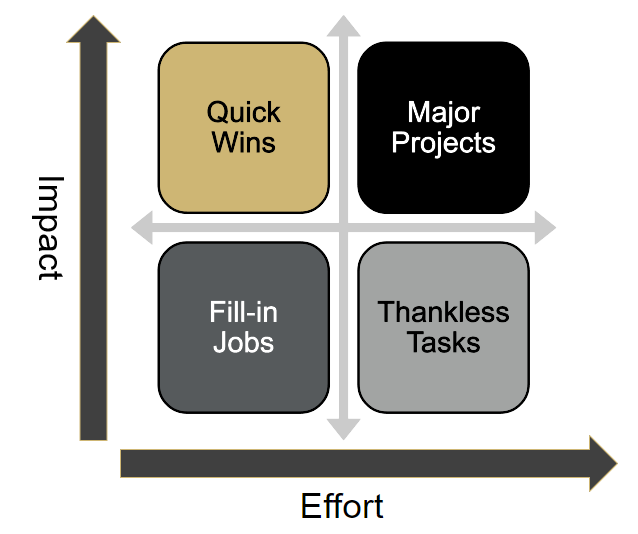 Quick
Wins
Major
Projects
Impact
Fill-in
Jobs
Thankless
Tasks
Effort